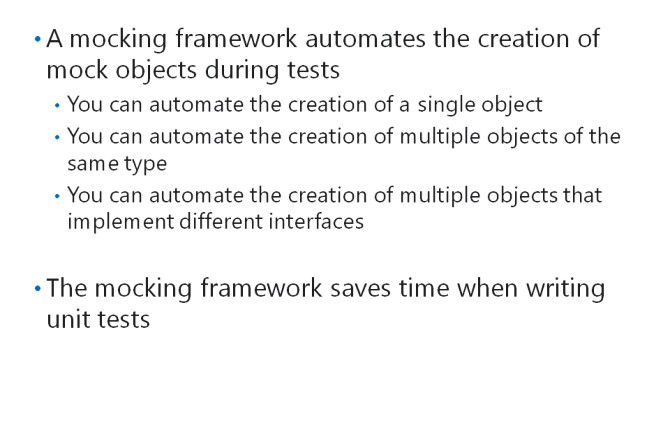 • A mocking framework automates the creation of
mock objects during tests
• You can automate the creation of a single object
• You can automate the creation of multiple objects of the
same type
• You can automate the creation of multiple objects that
implement different interfaces
• The mocking framework saves time when writing
unit tests